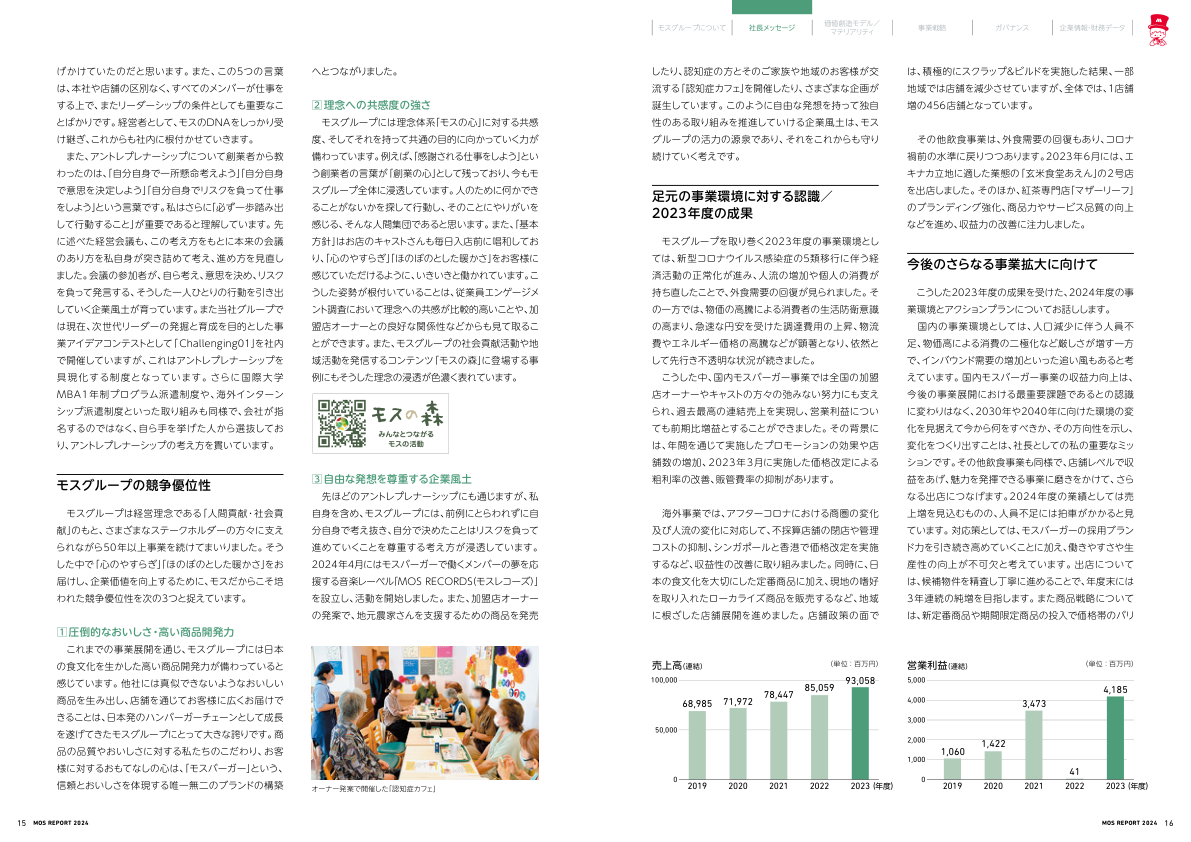 モスグループについて
社長メッセージ
価値創造モデル／
マテリアリティ
事業戦略
ガバナンス
企業情報・財務データ
げかけていたのだと思います。また、この5つの言葉
は、本社や店舗の区別なく、すべてのメンバーが仕事を
する上で、またリーダーシップの条件としても重要なこ
とばかりです。経営者として、モスのDNAをしっかり受
け継ぎ、これからも社内に根付かせていきます。
　また、アントレプレナーシップについて創業者から教
わったのは、「自分自身で一所懸命考えよう」「自分自身
で意思を決定しよう」「自分自身でリスクを負って仕事
をしよう」という言葉です。私はさらに「必ず一歩踏み出
して行動すること」が重要であると理解しています。先
に述べた経営会議も、この考え方をもとに本来の会議
のあり方を私自身が突き詰めて考え、進め方を見直し
ました。会議の参加者が、自ら考え、意思を決め、リスク
を負って発言する、そうした一人ひとりの行動を引き出
していく企業風土が育っています。また当社グループで
は現在、次世代リーダーの発掘と育成を目的とした事
業アイデアコンテストとして「Challenging01」を社内
で開催していますが、これはアントレプレナーシップを
具現化する制度となっています。さらに国際大学
MBA1年制プログラム派遣制度や、海外インターン
シップ派遣制度といった取り組みも同様で、会社が指
名するのではなく、自ら手を挙げた人から選抜してお
り、アントレプレナーシップの考え方を貫いています。
モスグループの競争優位性
　モスグループは経営理念である「人間貢献・社会貢
献」のもと、さまざまなステークホルダーの方々に支え
られながら50年以上事業を続けてまいりました。そう
した中で「心のやすらぎ」「ほのぼのとした暖かさ」をお
届けし、企業価値を向上するために、モスだからこそ培
われた競争優位性を次の3つと捉えています。
1 圧倒的なおいしさ・高い商品開発力
　これまでの事業展開を通じ、モスグループには日本
の食文化を生かした高い商品開発力が備わっていると
感じています。他社には真似できないようなおいしい
商品を生み出し、店舗を通じてお客様に広くお届けで
きることは、日本発のハンバーガーチェーンとして成長
を遂げてきたモスグループにとって大きな誇りです。商
品の品質やおいしさに対する私たちのこだわり、お客
様に対するおもてなしの心は、「モスバーガー」という、
信頼とおいしさを体現する唯一無二のブランドの構築
へとつながりました。
2 理念への共感度の強さ
　モスグループには理念体系「モスの心」に対する共感
度、そしてそれを持って共通の目的に向かっていく力が
備わっています。例えば、「感謝される仕事をしよう」とい
う創業者の言葉が「創業の心」として残っており、今もモ
スグループ全体に浸透しています。人のために何かでき
ることがないかを探して行動し、そのことにやりがいを
感じる、そんな人間集団であると思います。また、「基本
方針」はお店のキャストさんも毎日入店前に唱和してお
り、「心のやすらぎ」「ほのぼのとした暖かさ」をお客様に
感じていただけるように、いきいきと働かれています。こ
うした姿勢が根付いていることは、従業員エンゲージメ
ント調査において理念への共感が比較的高いことや、加
盟店オーナーとの良好な関係性などからも見て取るこ
とができます。また、モスグループの社会貢献活動や地
域活動を発信するコンテンツ「モスの森」に登場する事
例にもそうした理念の浸透が色濃く表れています。
モスの森
みんなとつながる
モスの活動
3 自由な発想を尊重する企業風土
　先ほどのアントレプレナーシップにも通じますが、私
自身を含め、モスグループには、前例にとらわれずに自
分自身で考え抜き、自分で決めたことはリスクを負って
進めていくことを尊重する考え方が浸透しています。
2024年4月にはモスバーガーで働くメンバーの夢を応
援する音楽レーベル「MOS RECORDS(モスレコーズ)」
を設立し、活動を開始しました。また、加盟店オーナー
の発案で、地元農家さんを支援するための商品を発売
オーナー発案で開催した「認知症カフェ」
したり、認知症の方とそのご家族や地域のお客様が交
流する「認知症カフェ」を開催したり、さまざまな企画が
誕生しています。このように自由な発想を持って独自
性のある取り組みを推進していける企業風土は、モス
グループの活力の源泉であり、それをこれからも守り
続けていく考えです。
足元の事業環境に対する認識／
2023年度の成果
　モスグループを取り巻く2023年度の事業環境とし
ては、新型コロナウイルス感染症の5類移行に伴う経
済活動の正常化が進み、人流の増加や個人の消費が
持ち直したことで、外食需要の回復が見られました。そ
の一方では、物価の高騰による消費者の生活防衛意識
の高まり、急速な円安を受けた調達費用の上昇、物流
費やエネルギー価格の高騰などが顕著となり、依然と
して先行き不透明な状況が続きました。
　こうした中、国内モスバーガー事業では全国の加盟
店オーナーやキャストの方々の弛みない努力にも支え
られ、過去最高の連結売上を実現し、営業利益につい
ても前期比増益とすることができました。その背景に
は、年間を通じて実施したプロモーションの効果や店
舗数の増加、2023年3月に実施した価格改定による
粗利率の改善、販管費率の抑制があります。
　海外事業では、アフターコロナにおける商圏の変化
及び人流の変化に対応して、不採算店舗の閉店や管理
コストの抑制、シンガポールと香港で価格改定を実施
するなど、収益性の改善に取り組みました。同時に、日
本の食文化を大切にした定番商品に加え、現地の嗜好
を取り入れたローカライズ商品を販売するなど、地域
に根ざした店舗展開を進めました。店舗政策の面で
は、積極的にスクラップ&ビルドを実施した結果、一部
地域では店舗を減少させていますが、全体では、1店舗
増の456店舗となっています。
　その他飲食事業は、外食需要の回復もあり、コロナ
禍前の水準に戻りつつあります。2023年6月には、エ
キナカ立地に適した業態の「玄米食堂あえん」の2号店
を出店しました。そのほか、紅茶専門店「マザーリーフ」
のブランディング強化、商品力やサービス品質の向上
などを進め、収益力の改善に注力しました。
今後のさらなる事業拡大に向けて
　こうした2023年度の成果を受けた、2024年度の事
業環境とアクションプランについてお話しします。
　国内の事業環境としては、人口減少に伴う人員不
足、物価高による消費の二極化など厳しさが増す一方
で、インバウンド需要の増加といった追い風もあると考
えています。国内モスバーガー事業の収益力向上は、
今後の事業展開における最重要課題であるとの認識
に変わりはなく、2030年や2040年に向けた環境の変
化を見据えて今から何をすべきか、その方向性を示し、
変化をつくり出すことは、社長としての私の重要なミッ
ションです。その他飲食事業も同様で、店舗レベルで収
益をあげ、魅力を発揮できる事業に磨きをかけて、さら
なる出店につなげます。2024年度の業績としては売
上増を見込むものの、人員不足には拍車がかかると見
ています。対応策としては、モスバーガーの採用ブラン
ド力を引き続き高めていくことに加え、働きやすさや生
産性の向上が不可欠と考えています。出店について
は、候補物件を精査し丁寧に進めることで、年度末には
3年連続の純増を目指します。また商品戦略について
は、新定番商品や期間限定商品の投入で価格帯のバリ
売上高(連結)
(単位：百万円)
100,000
50,000
0
68,985
71,972
78,447
85,059
93,058
2019
2020
2021
2022
2023 (年度)
営業利益(連結)
(単位：百万円)
5,000
4,000
3,000
2,000
1,000
0
1,060
1,422
3,473
41
4,185
2019
2020
2021
2022
2023 (年度)
15 MOS REPORT 2024
MOS REPORT 2024 16